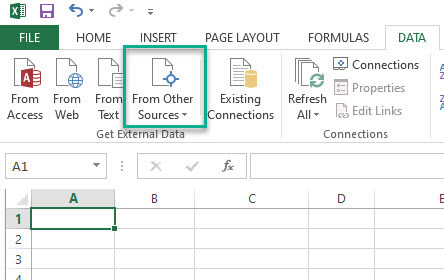 FILE HOME INSERT PAGE LAYOUT FORMULAS DATA
From Access
From Web
From Text
From Other Sources
Existing Connections
Refresh All
Connections
Properties
Edit Links
Get External Data
Connections
A1
fx
A B C D E
1
2
3
4